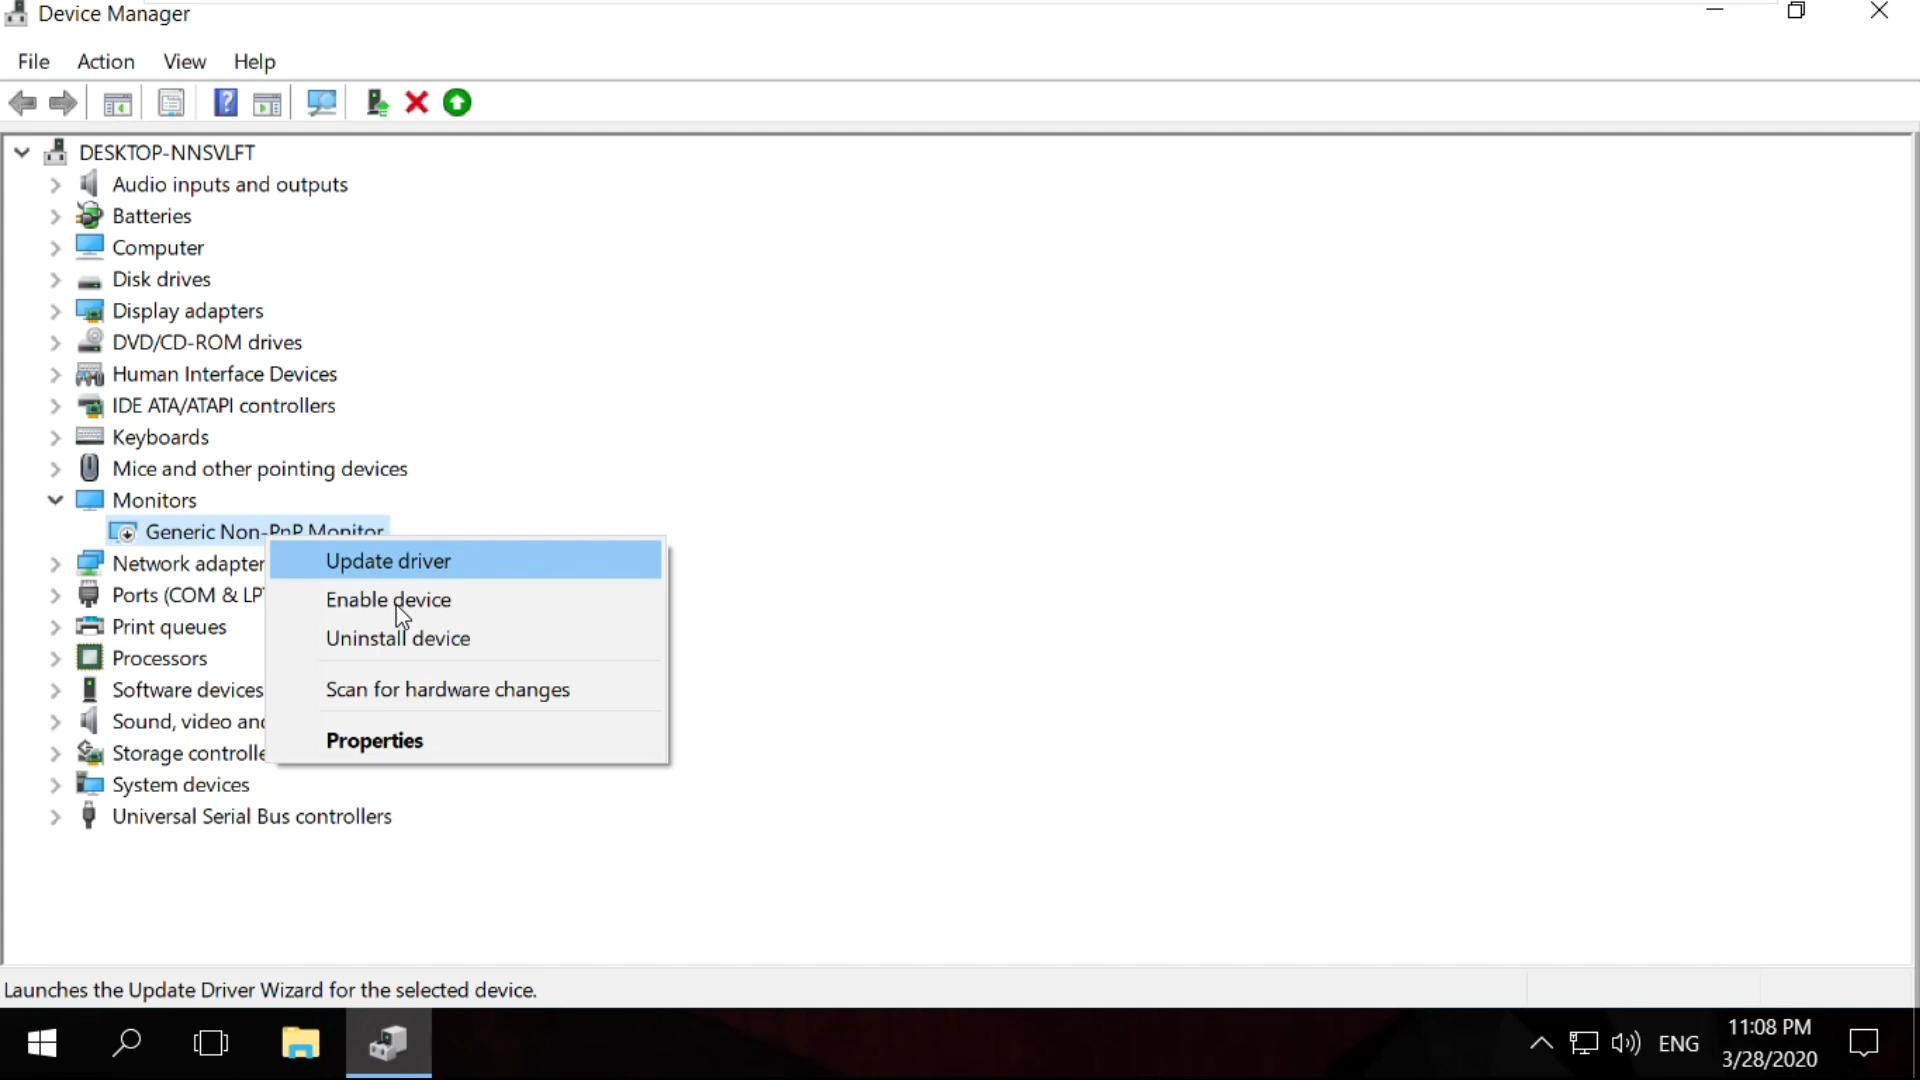 Device Manager
File Action View Help
DESKTOP-NNSVLFT
Audio inputs and outputs
Batteries
Computer
Disk drives
Display adapters
DVD/CD-ROM drives
Human Interface Devices
IDE ATA/ATAPI controllers
Keyboards
Mice and other pointing devices
Monitors
Generic Non-PnP Monitor
Network adapter
Ports (COM & LP
Print queues
Processors
Software devices
Sound, video and
Storage controlle
System devices
Universal Serial Bus controllers
Update driver
Enable device
Uninstall device
Scan for hardware changes
Properties
Launches the Update Driver Wizard for the selected device.
ENG
11:08 PM
3/28/2020